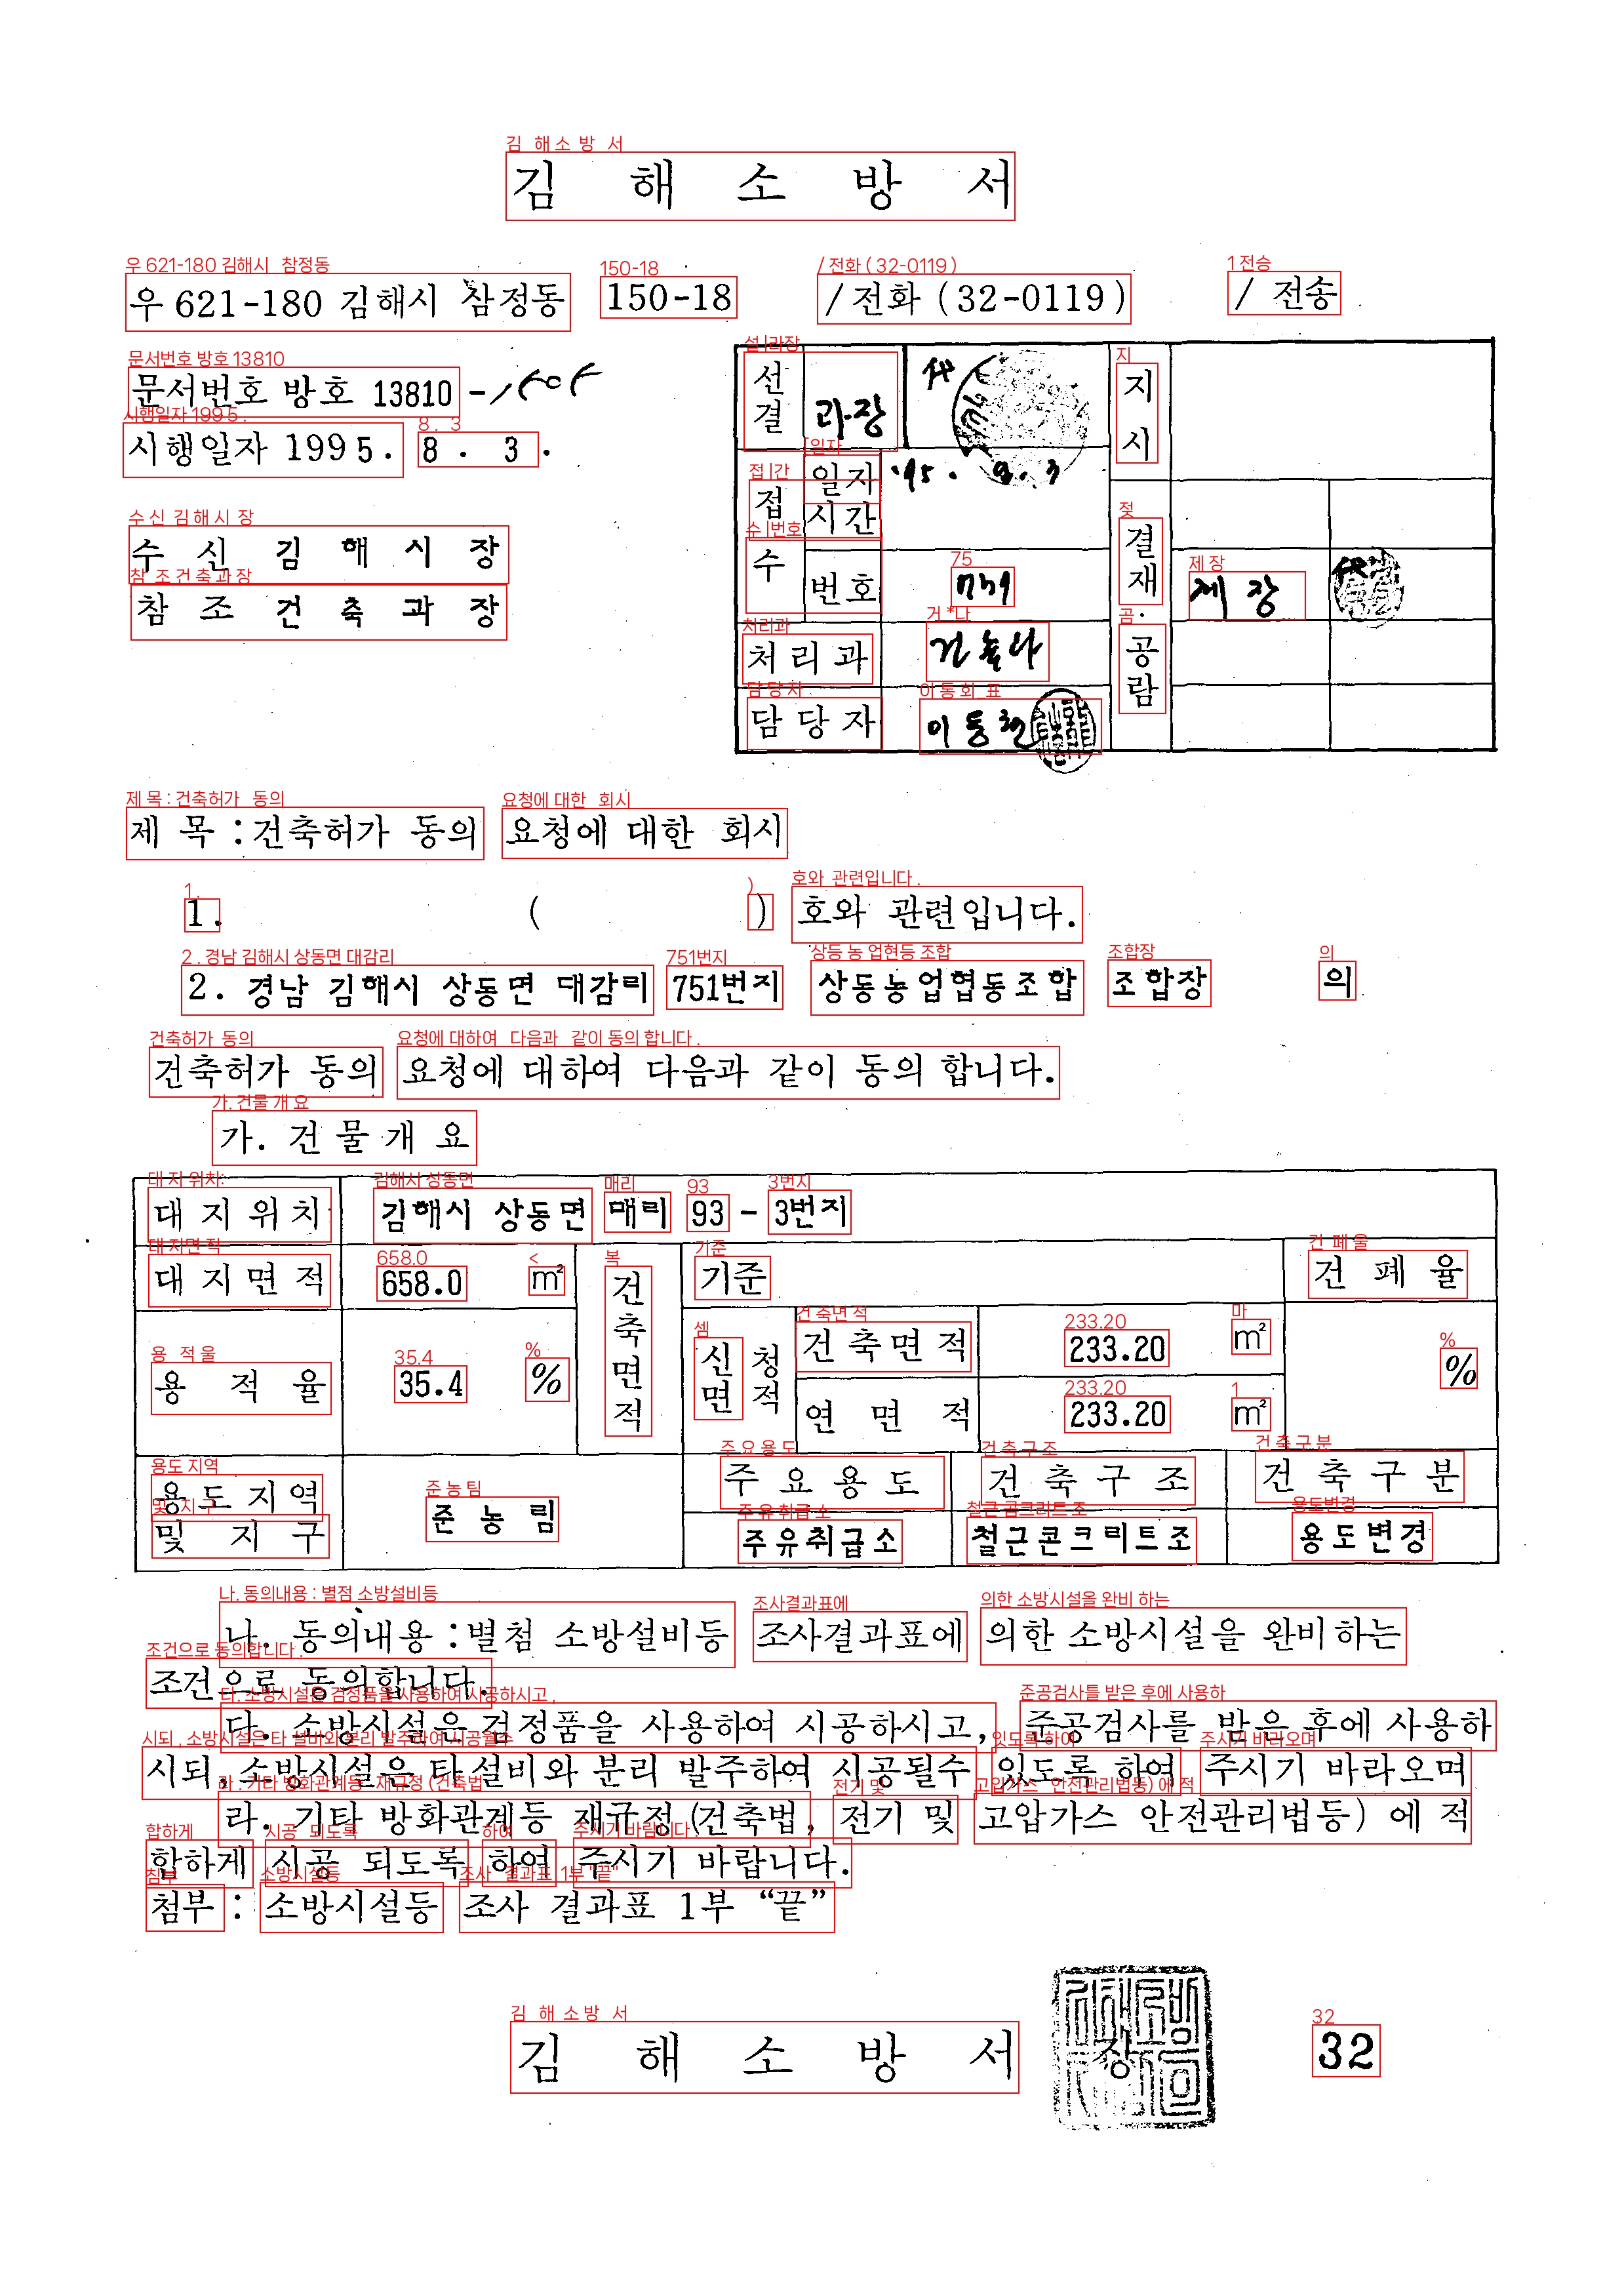 김 해 소 방 서
우 621-180 김해시 삼정동 150-18 / 전화 (32-0119) / 전송
문서번호 방호 13810 -
시행일자 1995. 8. 3.
수 신 김 해 시 장
참 조 건 축 과 장
선결 과장 지시
접수 일자 '95. 8. 3
시간 결재
번호 제 장
처리과 공람
담당자 이동
제 목 : 건축허가 동의 요청에 대한 회시
1. ( ) 호와 관련입니다.
2. 경남 김해시 상동면 대감리 751번지 상동농업협동조합 조합장 의
건축허가 동의 요청에 대하여 다음과 같이 동의 합니다.
가. 건 물 개 요
대 지 위 치 김해시 상동면 매리 93 - 3번지
대 지 면 적 658.0 m² 건축면적 기준 건 폐 율
용 적 율 35.4 % 신청면적 건 축 면 적 233.20 m² %
연 면 적 233.20 m²
용도 지역 및 지 구 준 농 림 주 요 용 도 건 축 구 조 건 축 구 분
주유취급소 철근콘크리트조 용도변경
나. 동의내용 : 별첨 소방설비등 조사결과표에 의한 소방시설을 완비 하는
조건으로 동의합니다.
다. 소방시설은 검정품을 사용하여 시공하시고, 준공검사를 받은 후에 사용하
시되, 소방시설은 타설비와 분리 발주하여 시공될수 있도록 하여 주시기 바라오며
라. 기타 방화관계등 재규정 (건축법, 전기 및 고압가스 안전관리법등) 에 적
합하게 시공 되도록 하여 주시기 바랍니다.
첨부 : 소방시설등 조사 결과표 1부 “끝”
김 해 소 방 서 장 32